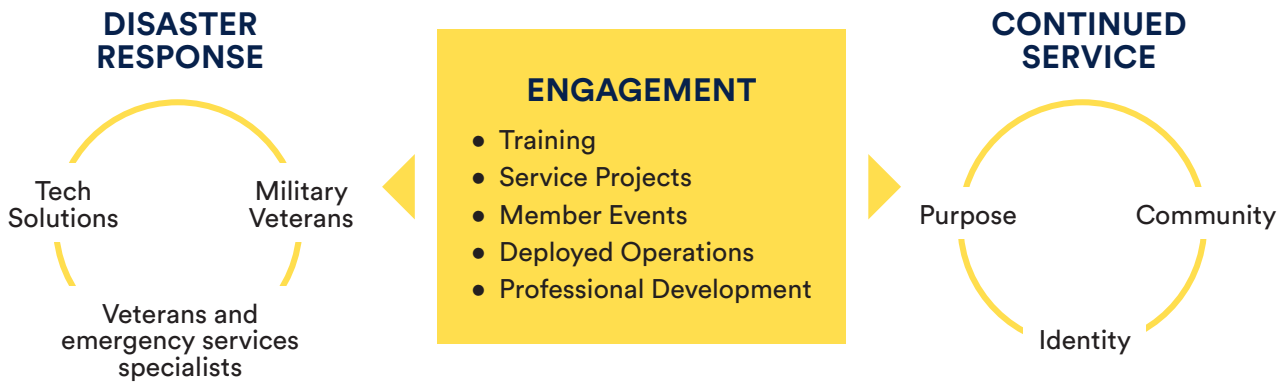 DISASTER
RESPONSE
Tech
Solutions
Military
Veterans
Veterans and
emergency services
specialists
ENGAGEMENT
● Training
● Service Projects
● Member Events
● Deployed Operations
● Professional Development
CONTINUED
SERVICE
Purpose
Community
Identity